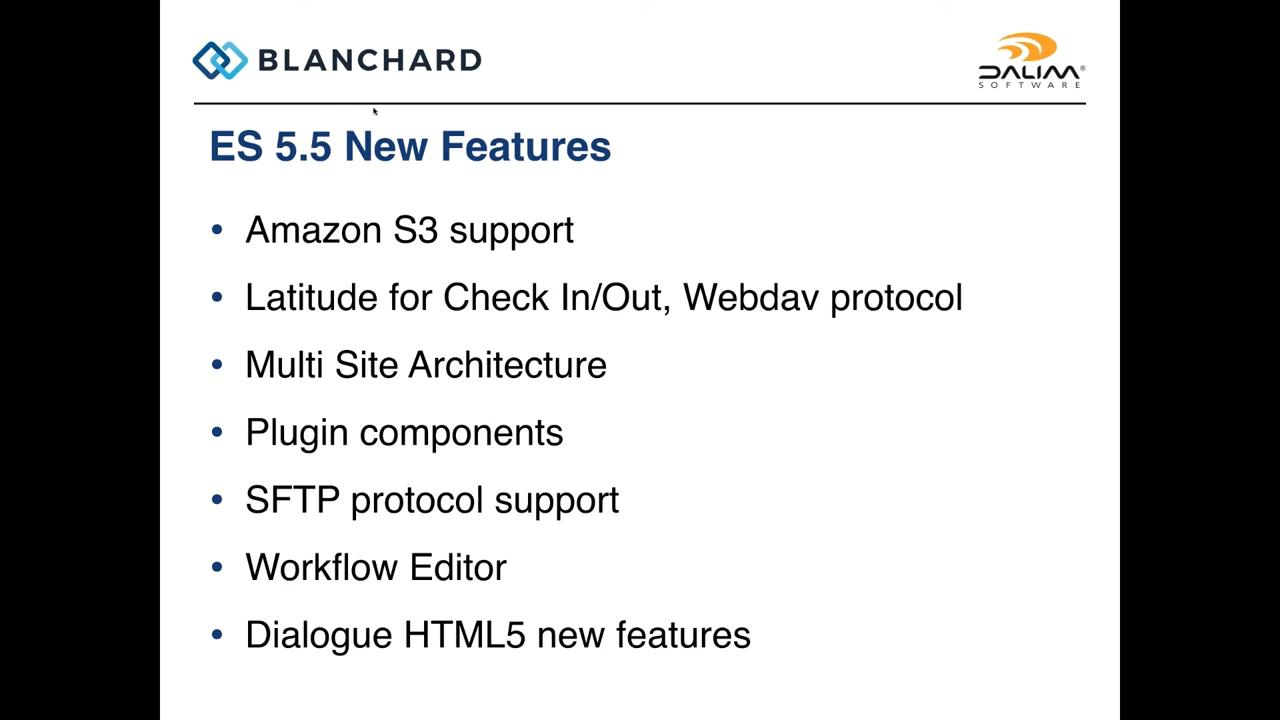 BLANCHARD
DALIM®
SOFTWARE
ES 5.5 New Features
• Amazon S3 support
• Latitude for Check In/Out, Webdav protocol
• Multi Site Architecture
• Plugin components
• SFTP protocol support
• Workflow Editor
• Dialogue HTML5 new features